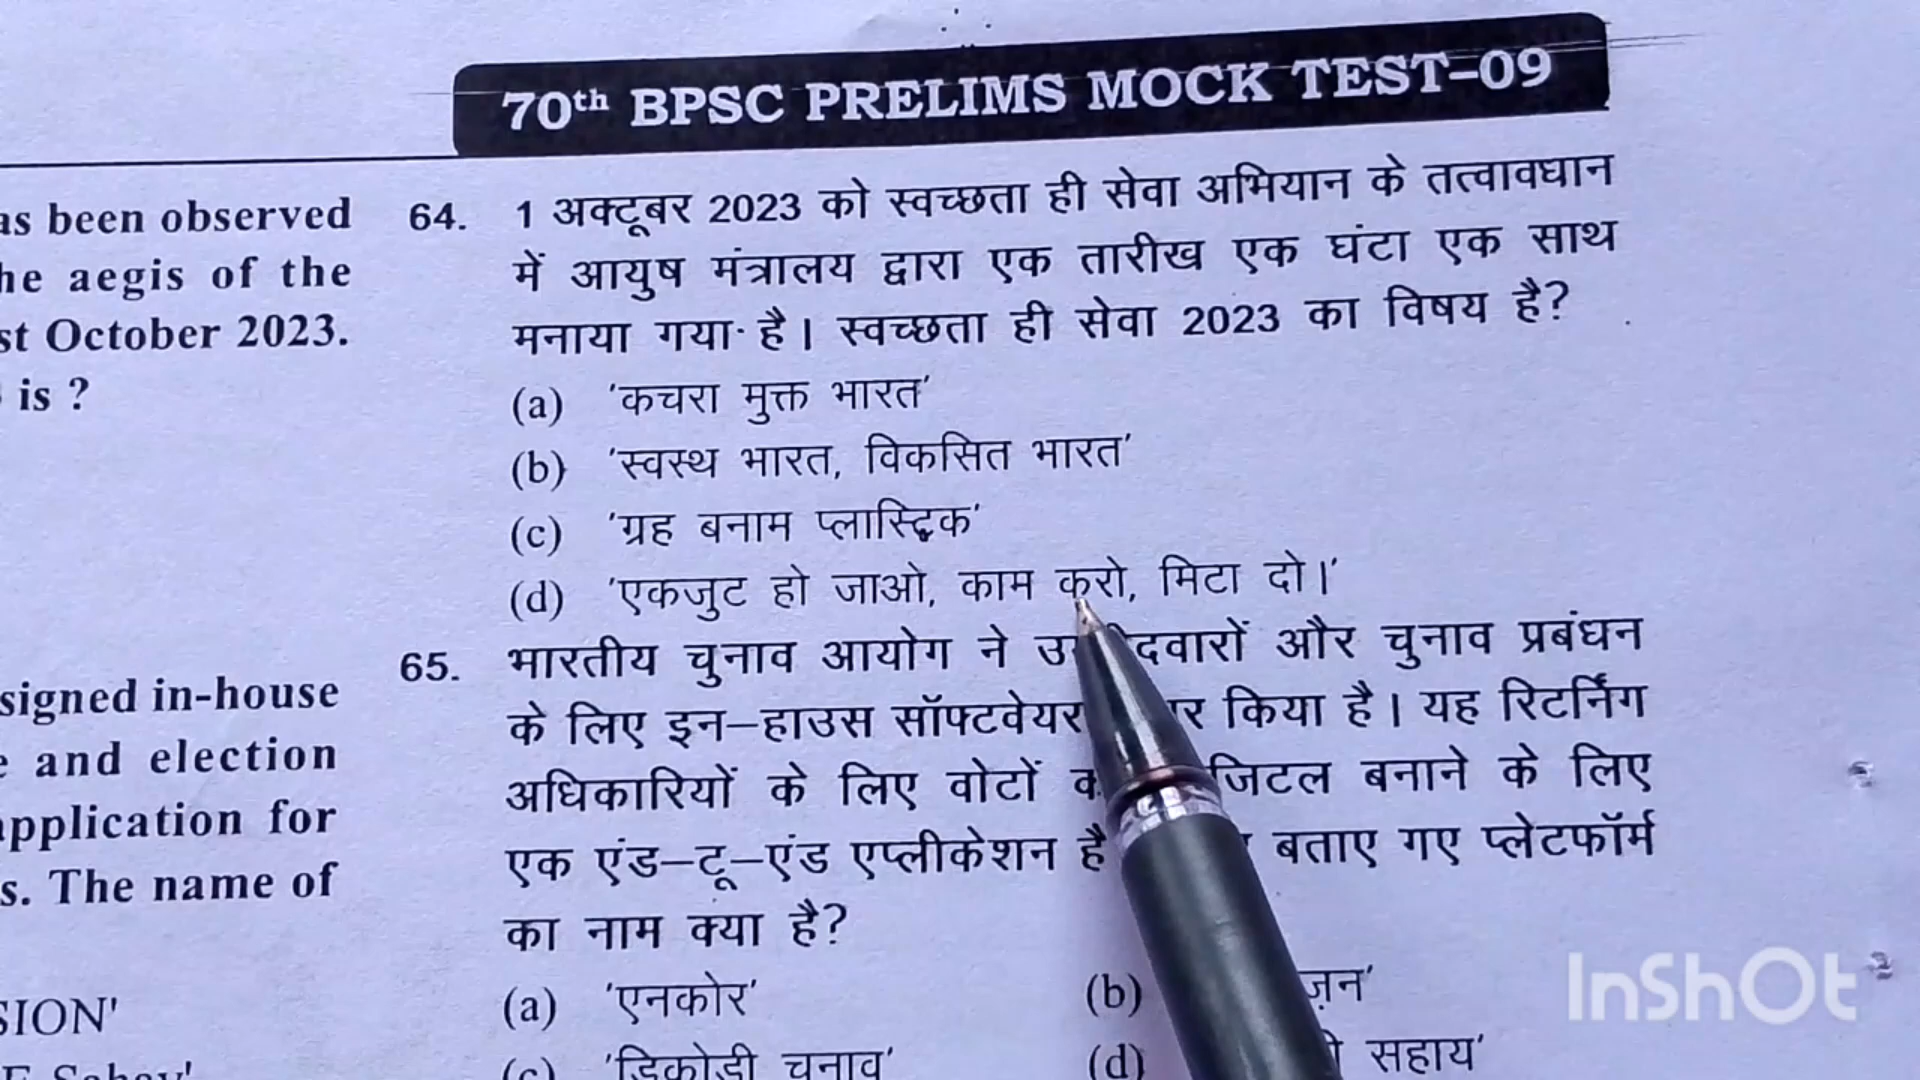 70th BPSC PRELIMS MOCK TEST-09
as been observed
he aegis of the
st October 2023.
is ?
signed in-house
e and election
application for
s. The name of
SION'
64. 1 अक्टूबर 2023 को स्वच्छता ही सेवा अभियान के तत्वावधान
में आयुष मंत्रालय द्वारा एक तारीख एक घंटा एक साथ
मनाया गया है। स्वच्छता ही सेवा 2023 का विषय है?
(a) 'कचरा मुक्त भारत'
(b) 'स्वस्थ भारत, विकसित भारत'
(c) 'ग्रह बनाम प्लास्ट्कि'
(d) 'एकजुट हो जाओ, काम करो, मिटा दो।'
65. भारतीय चुनाव आयोग ने और चुनाव प्रबंधन
के लिए इन-हाउस सॉफ्टवेयर किया है। यह रिटर्निंग
अधिकारियों के लिए वोटों बनाने के लिए
एक एंड-टू-एंड एप्लीकेशन है बताए गए प्लेटफॉर्म
का नाम क्या है?
(a) 'एनकोर' (b)
(c) 'डिकोडी चुनाव' (d) सहाय'
InShOt